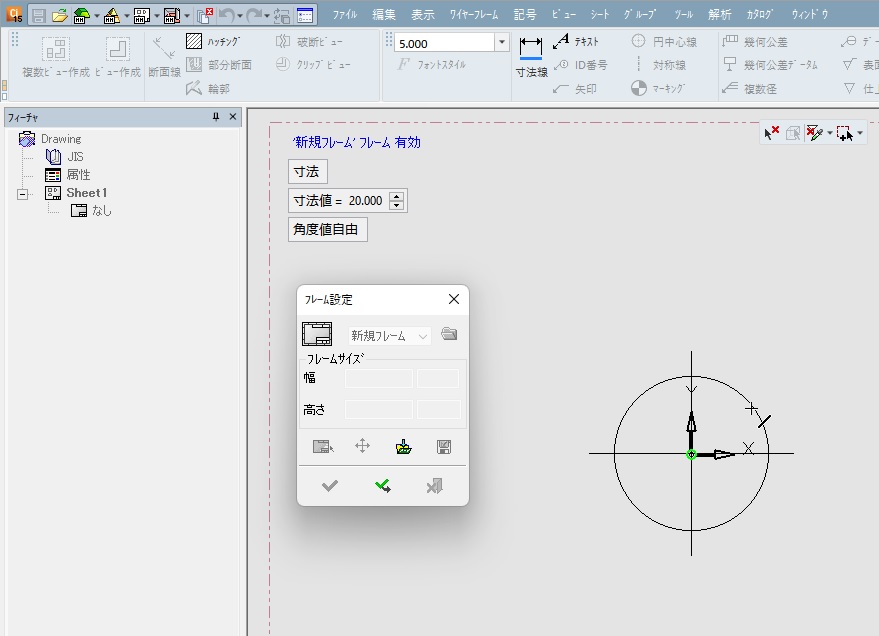 Ci 15 ファイル 編集 表示 ワイヤーフレーム 記号 ビュー シート グループ ツール 解析 カタログ ウィンドウ
ハッチング 破断ビュー 5.000 テキスト 円中心線 幾何公差 デー
複数ビュー作成 ビュー作成 断面線 部分断面 クリップビュー フォントスタイル 寸法線 ID番号 対称線 幾何公差データム 表面
輪郭 矢印 マーキング 複数径 仕上
フィーチャ
Drawing
JIS
属性
Sheet1
なし
'新規フレーム' フレーム 有効
寸法
寸法値 = 20.000
角度値自由
フレーム設定
新規フレーム
フレームサイズ
幅
高さ
Y
X